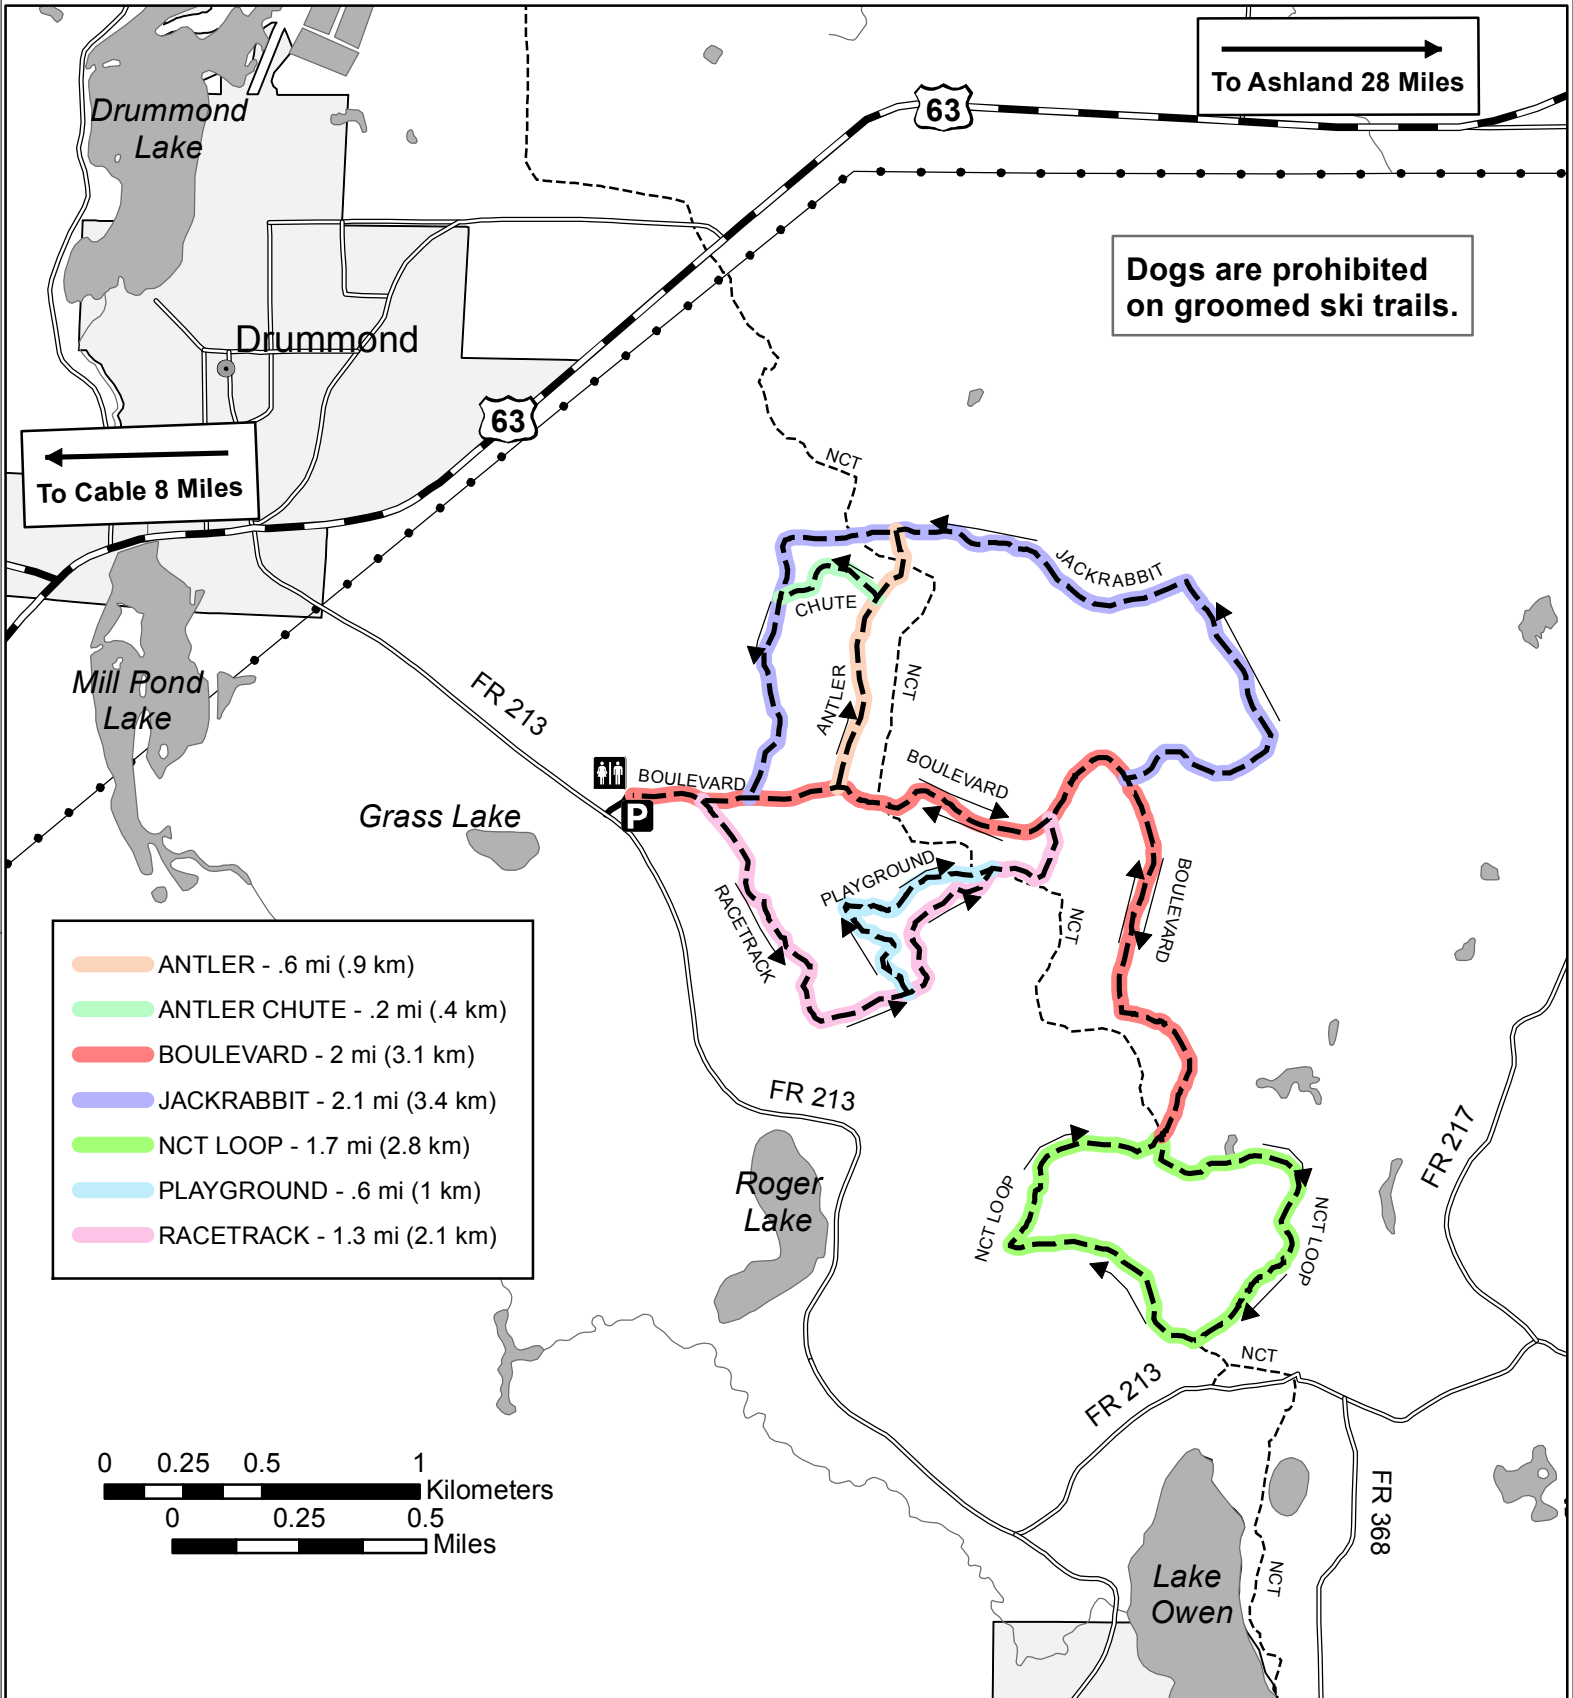 To Ashland 28 Miles
63
Drummond
Lake
Dogs are prohibited
on groomed ski trails.
Drummond
63
To Cable 8 Miles
NCT
JACKRABBIT
CHUTE
Mill Pond
Lake
FR 213
ANTLER
NCT
BOULEVARD
BOULEVARD
P
Grass Lake
PLAYGROUND
RACETRACK
NCT
BOULEVARD
ANTLER - .6 mi (.9 km)
ANTLER CHUTE - .2 mi (.4 km)
BOULEVARD - 2 mi (3.1 km)
JACKRABBIT - 2.1 mi (3.4 km)
NCT LOOP - 1.7 mi (2.8 km)
PLAYGROUND - .6 mi (1 km)
RACETRACK - 1.3 mi (2.1 km)
FR 213
FR 217
Roger
Lake
NCT LOOP
NCT LOOP
NCT
FR 213
0 0.25 0.5 1
Kilometers
0 0.25 0.5
Miles
FR 368
NCT
Lake
Owen